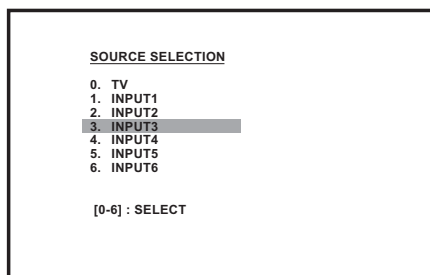 SOURCE SELECTION
0. TV
1. INPUT1
2. INPUT2
3. INPUT3
4. INPUT4
5. INPUT5
6. INPUT6
[0-6] : SELECT